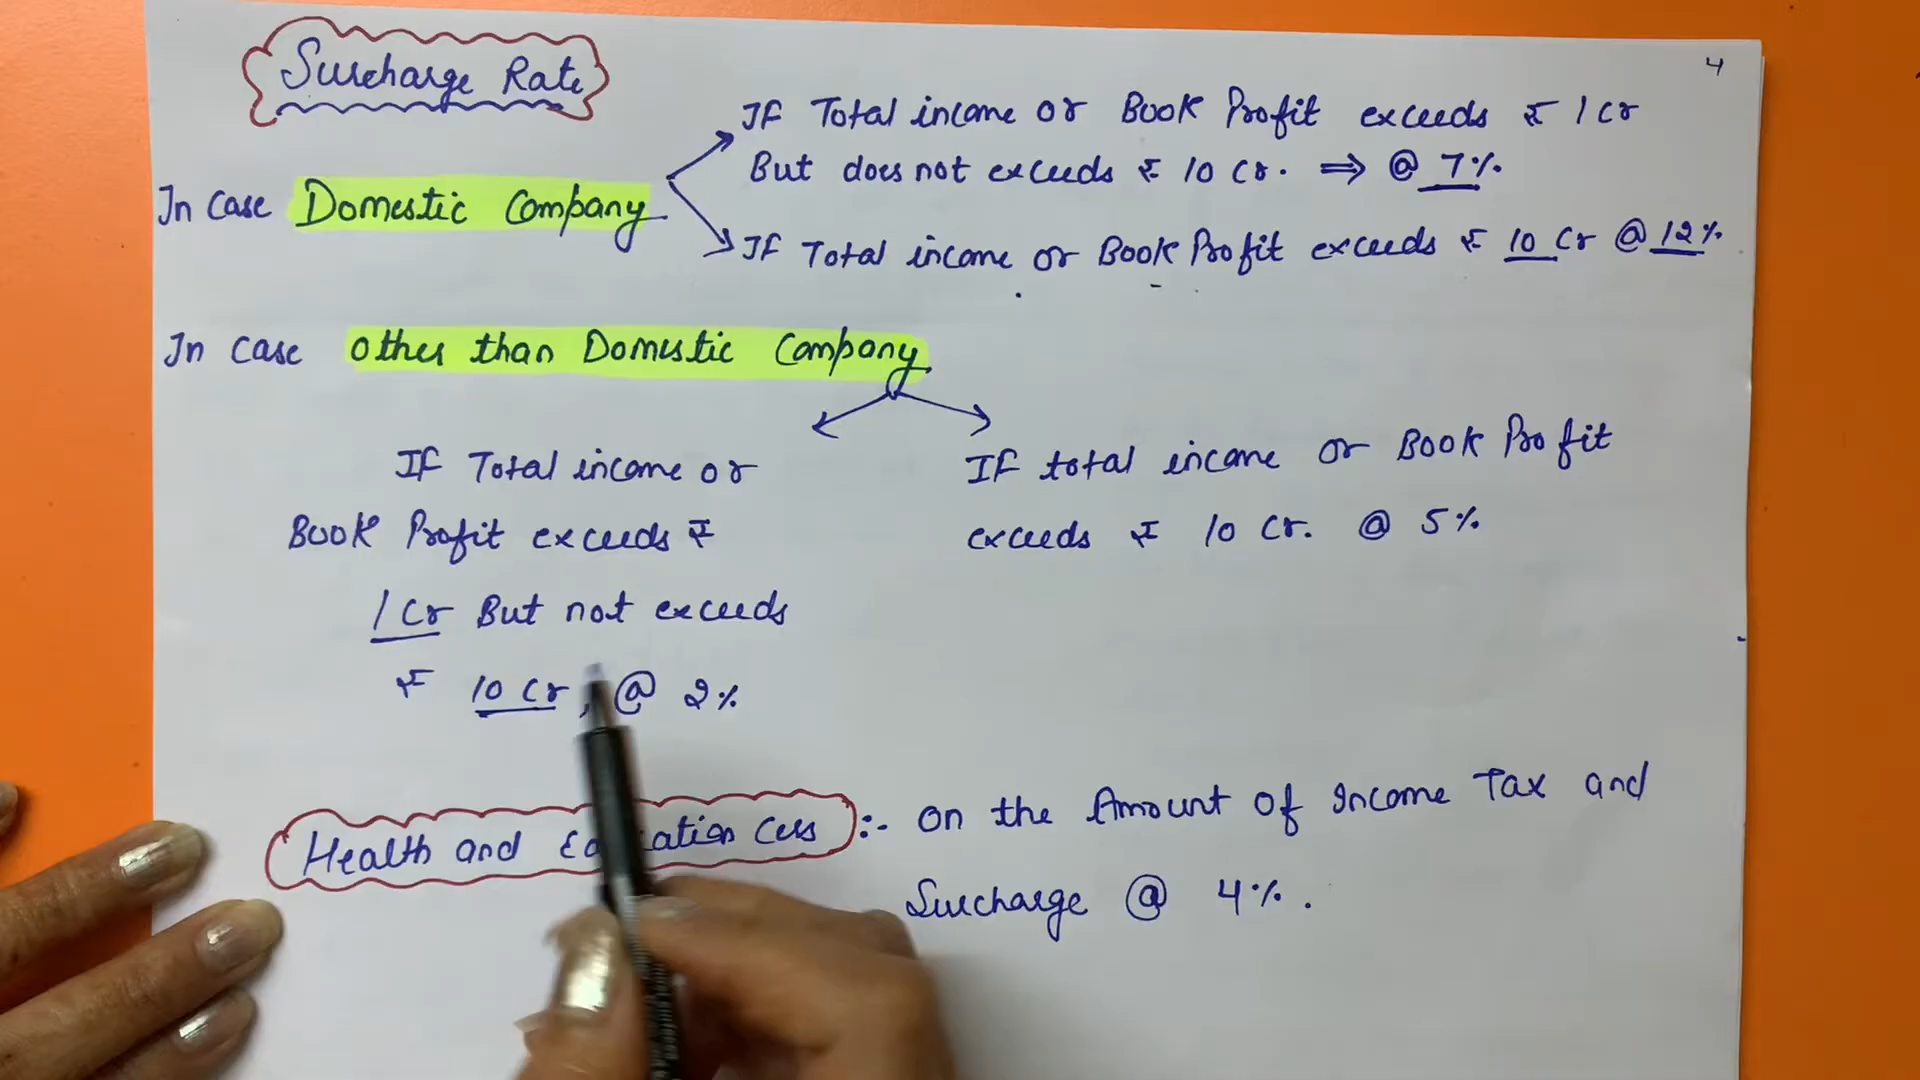 4
Surcharge Rate
In Case Domestic Company
IF Total income or Book Profit exceeds ₹ 1 Cr
But does not exceeds ₹ 10 Cr. ⇒ @ 7%
IF Total income or Book Profit exceeds ₹ 10 Cr @ 12%
In Case other than Domestic Company
IF Total income or
Book Profit exceeds ₹
1 Cr But not exceeds
₹ 10 Cr, @ 2%
IF total income or Book Profit
exceeds ₹ 10 Cr. @ 5%
Health and Cess :- on the Amount of Income Tax and
Surcharge @ 4%.